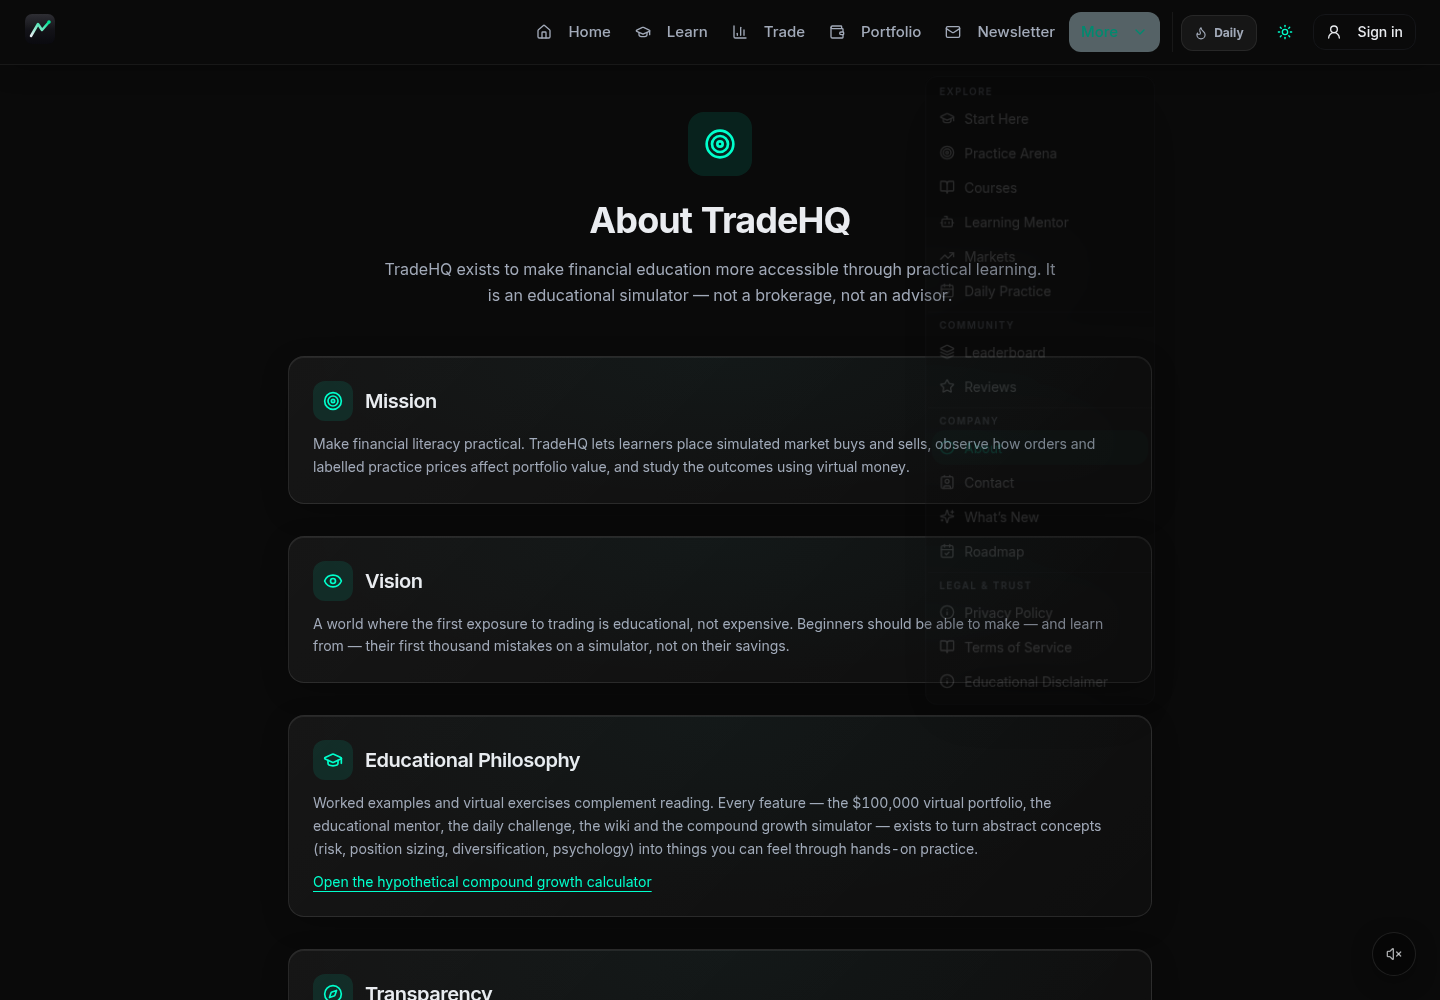 Home
Learn
Trade
Portfolio
Newsletter
More
Daily
Sign in
EXPLORE
Start Here
Practice Arena
Courses
Learning Mentor
Markets
Daily Practice
COMMUNITY
Leaderboard
Reviews
COMPANY
About
Contact
What's New
Roadmap
LEGAL & TRUST
Privacy Policy
Terms of Service
Educational Disclaimer
About TradeHQ
TradeHQ exists to make financial education more accessible through practical learning. It
is an educational simulator — not a brokerage, not an advisor.
Mission
Make financial literacy practical. TradeHQ lets learners place simulated market buys and sells, observe how orders and
labelled practice prices affect portfolio value, and study the outcomes using virtual money.
Vision
A world where the first exposure to trading is educational, not expensive. Beginners should be able to make — and learn
from — their first thousand mistakes on a simulator, not on their savings.
Educational Philosophy
Worked examples and virtual exercises complement reading. Every feature — the $100,000 virtual portfolio, the
educational mentor, the daily challenge, the wiki and the compound growth simulator — exists to turn abstract concepts
(risk, position sizing, diversification, psychology) into things you can feel through hands-on practice.
Open the hypothetical compound growth calculator
Transparency